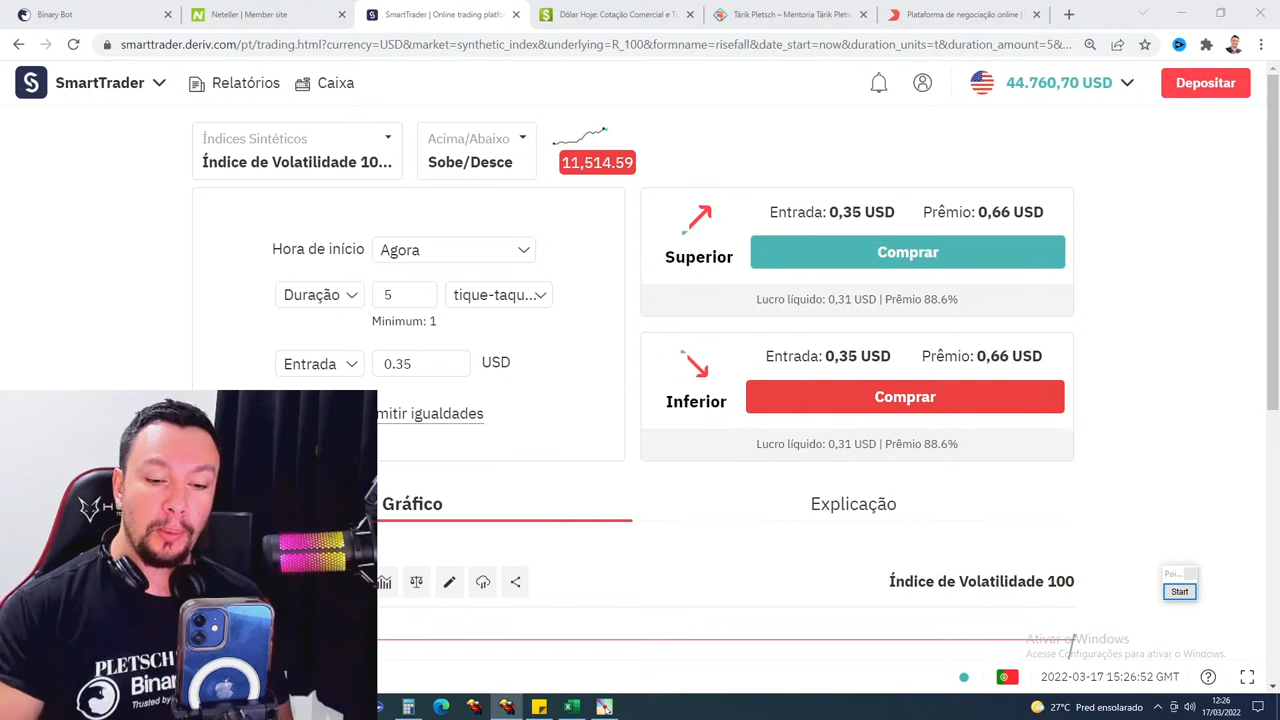 Binary Bot
Neteller | Member site
SmartTrader | Online trading platfo
Dólar Hoje: Cotação Comercial e Tu
Tárik Pletsch – Mentoria Tárik Plets
Plataforma de negociação online |
smarttrader.deriv.com/pt/trading.html?currency=USD&market=synthetic_index&underlying=R_100&formname=risefall&date_start=now&duration_units=t&duration_amount=5&...
SmartTrader
Relatórios
Caixa
44.760,70 USD
Depositar
Índices Sintéticos
Índice de Volatilidade 10...
Acima/Abaixo
Sobe/Desce
11,514.59
Hora de início
Agora
Duração
5
tique-taqu...
Minimum: 1
Entrada
0.35
USD
mitir igualdades
Superior
Entrada: 0,35 USD
Prêmio: 0,66 USD
Comprar
Lucro líquido: 0,31 USD | Prêmio 88.6%
Inferior
Entrada: 0,35 USD
Prêmio: 0,66 USD
Comprar
Lucro líquido: 0,31 USD | Prêmio 88.6%
Gráfico
Explicação
Índice de Volatilidade 100
Poi...
Start
Ativar o Windows
Acesse Configurações para ativar o Windows.
2022-03-17 15:26:52 GMT
PLETSCH
Binar
Trusted by
27°C Pred ensolarado
12:26
17/03/2022